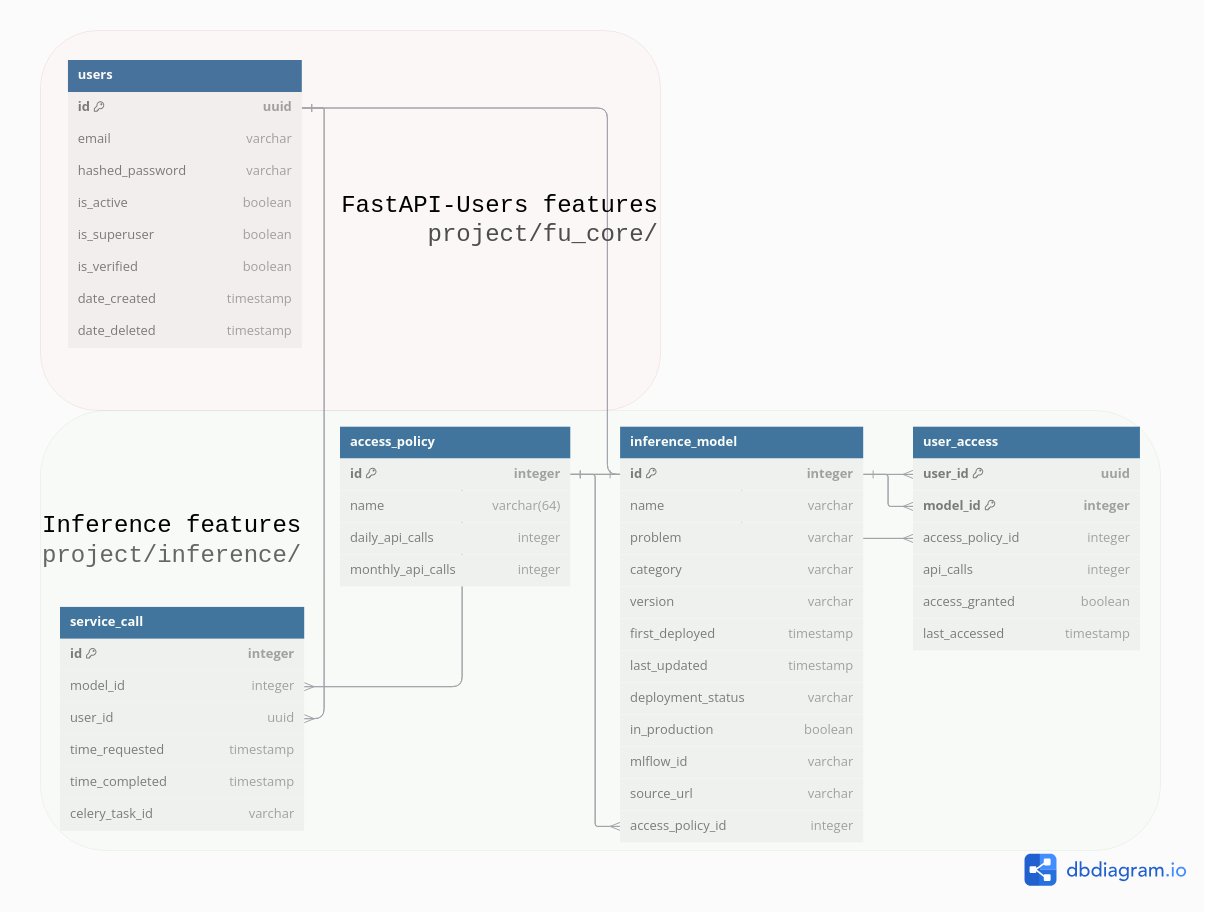 users
id uuid
email varchar
hashed_password varchar
is_active boolean
is_superuser boolean
is_verified boolean
date_created timestamp
date_deleted timestamp
FastAPI-Users features
project/fu_core/
access_policy
id integer
name varchar(64)
daily_api_calls integer
monthly_api_calls integer
inference_model
id integer
name varchar
problem varchar
category varchar
version varchar
first_deployed timestamp
last_updated timestamp
deployment_status varchar
in_production boolean
mlflow_id varchar
source_url varchar
access_policy_id integer
user_access
user_id uuid
model_id integer
access_policy_id integer
api_calls integer
access_granted boolean
last_accessed timestamp
Inference features
project/inference/
service_call
id integer
model_id integer
user_id uuid
time_requested timestamp
time_completed timestamp
celery_task_id varchar
dbdiagram.io